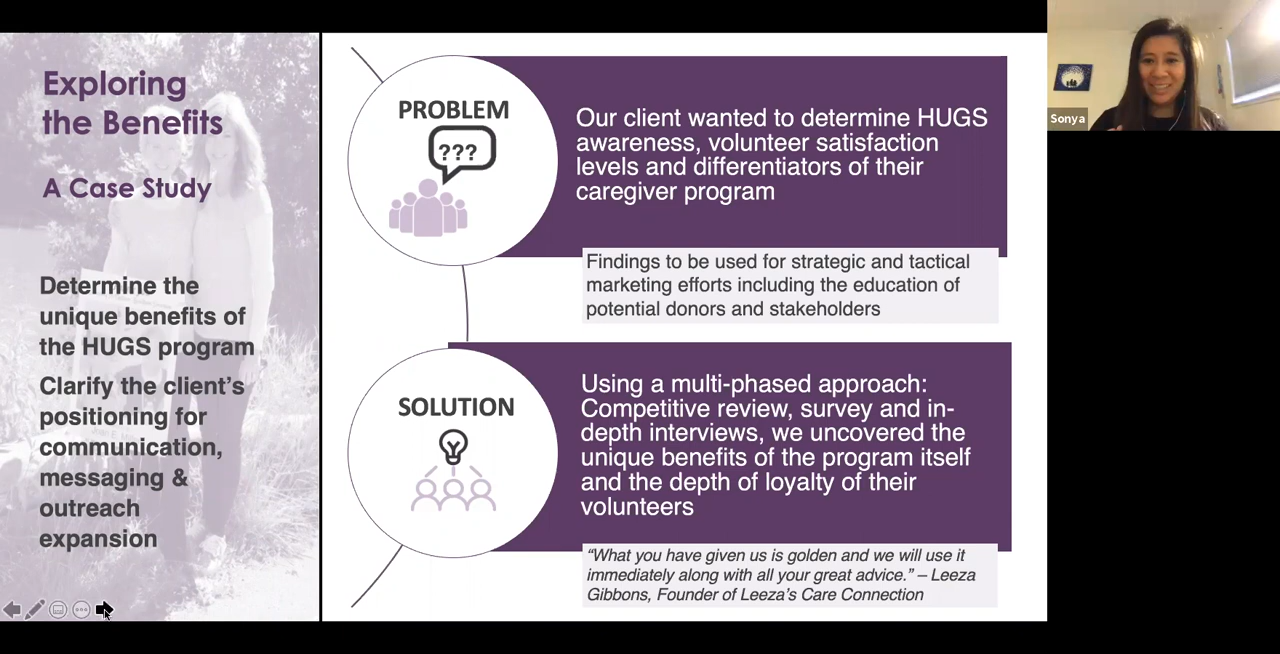 Exploring
the Benefits
A Case Study
Determine the
unique benefits of
the HUGS program
Clarify the client’s
positioning for
communication,
messaging &
outreach
expansion
PROBLEM
???
Our client wanted to determine HUGS
awareness, volunteer satisfaction
levels and differentiators of their
caregiver program
Findings to be used for strategic and tactical
marketing efforts including the education of
potential donors and stakeholders
SOLUTION
Using a multi-phased approach:
Competitive review, survey and in-
depth interviews, we uncovered the
unique benefits of the program itself
and the depth of loyalty of their
volunteers
“What you have given us is golden and we will use it
immediately along with all your great advice.” – Leeza
Gibbons, Founder of Leeza’s Care Connection
Sonya